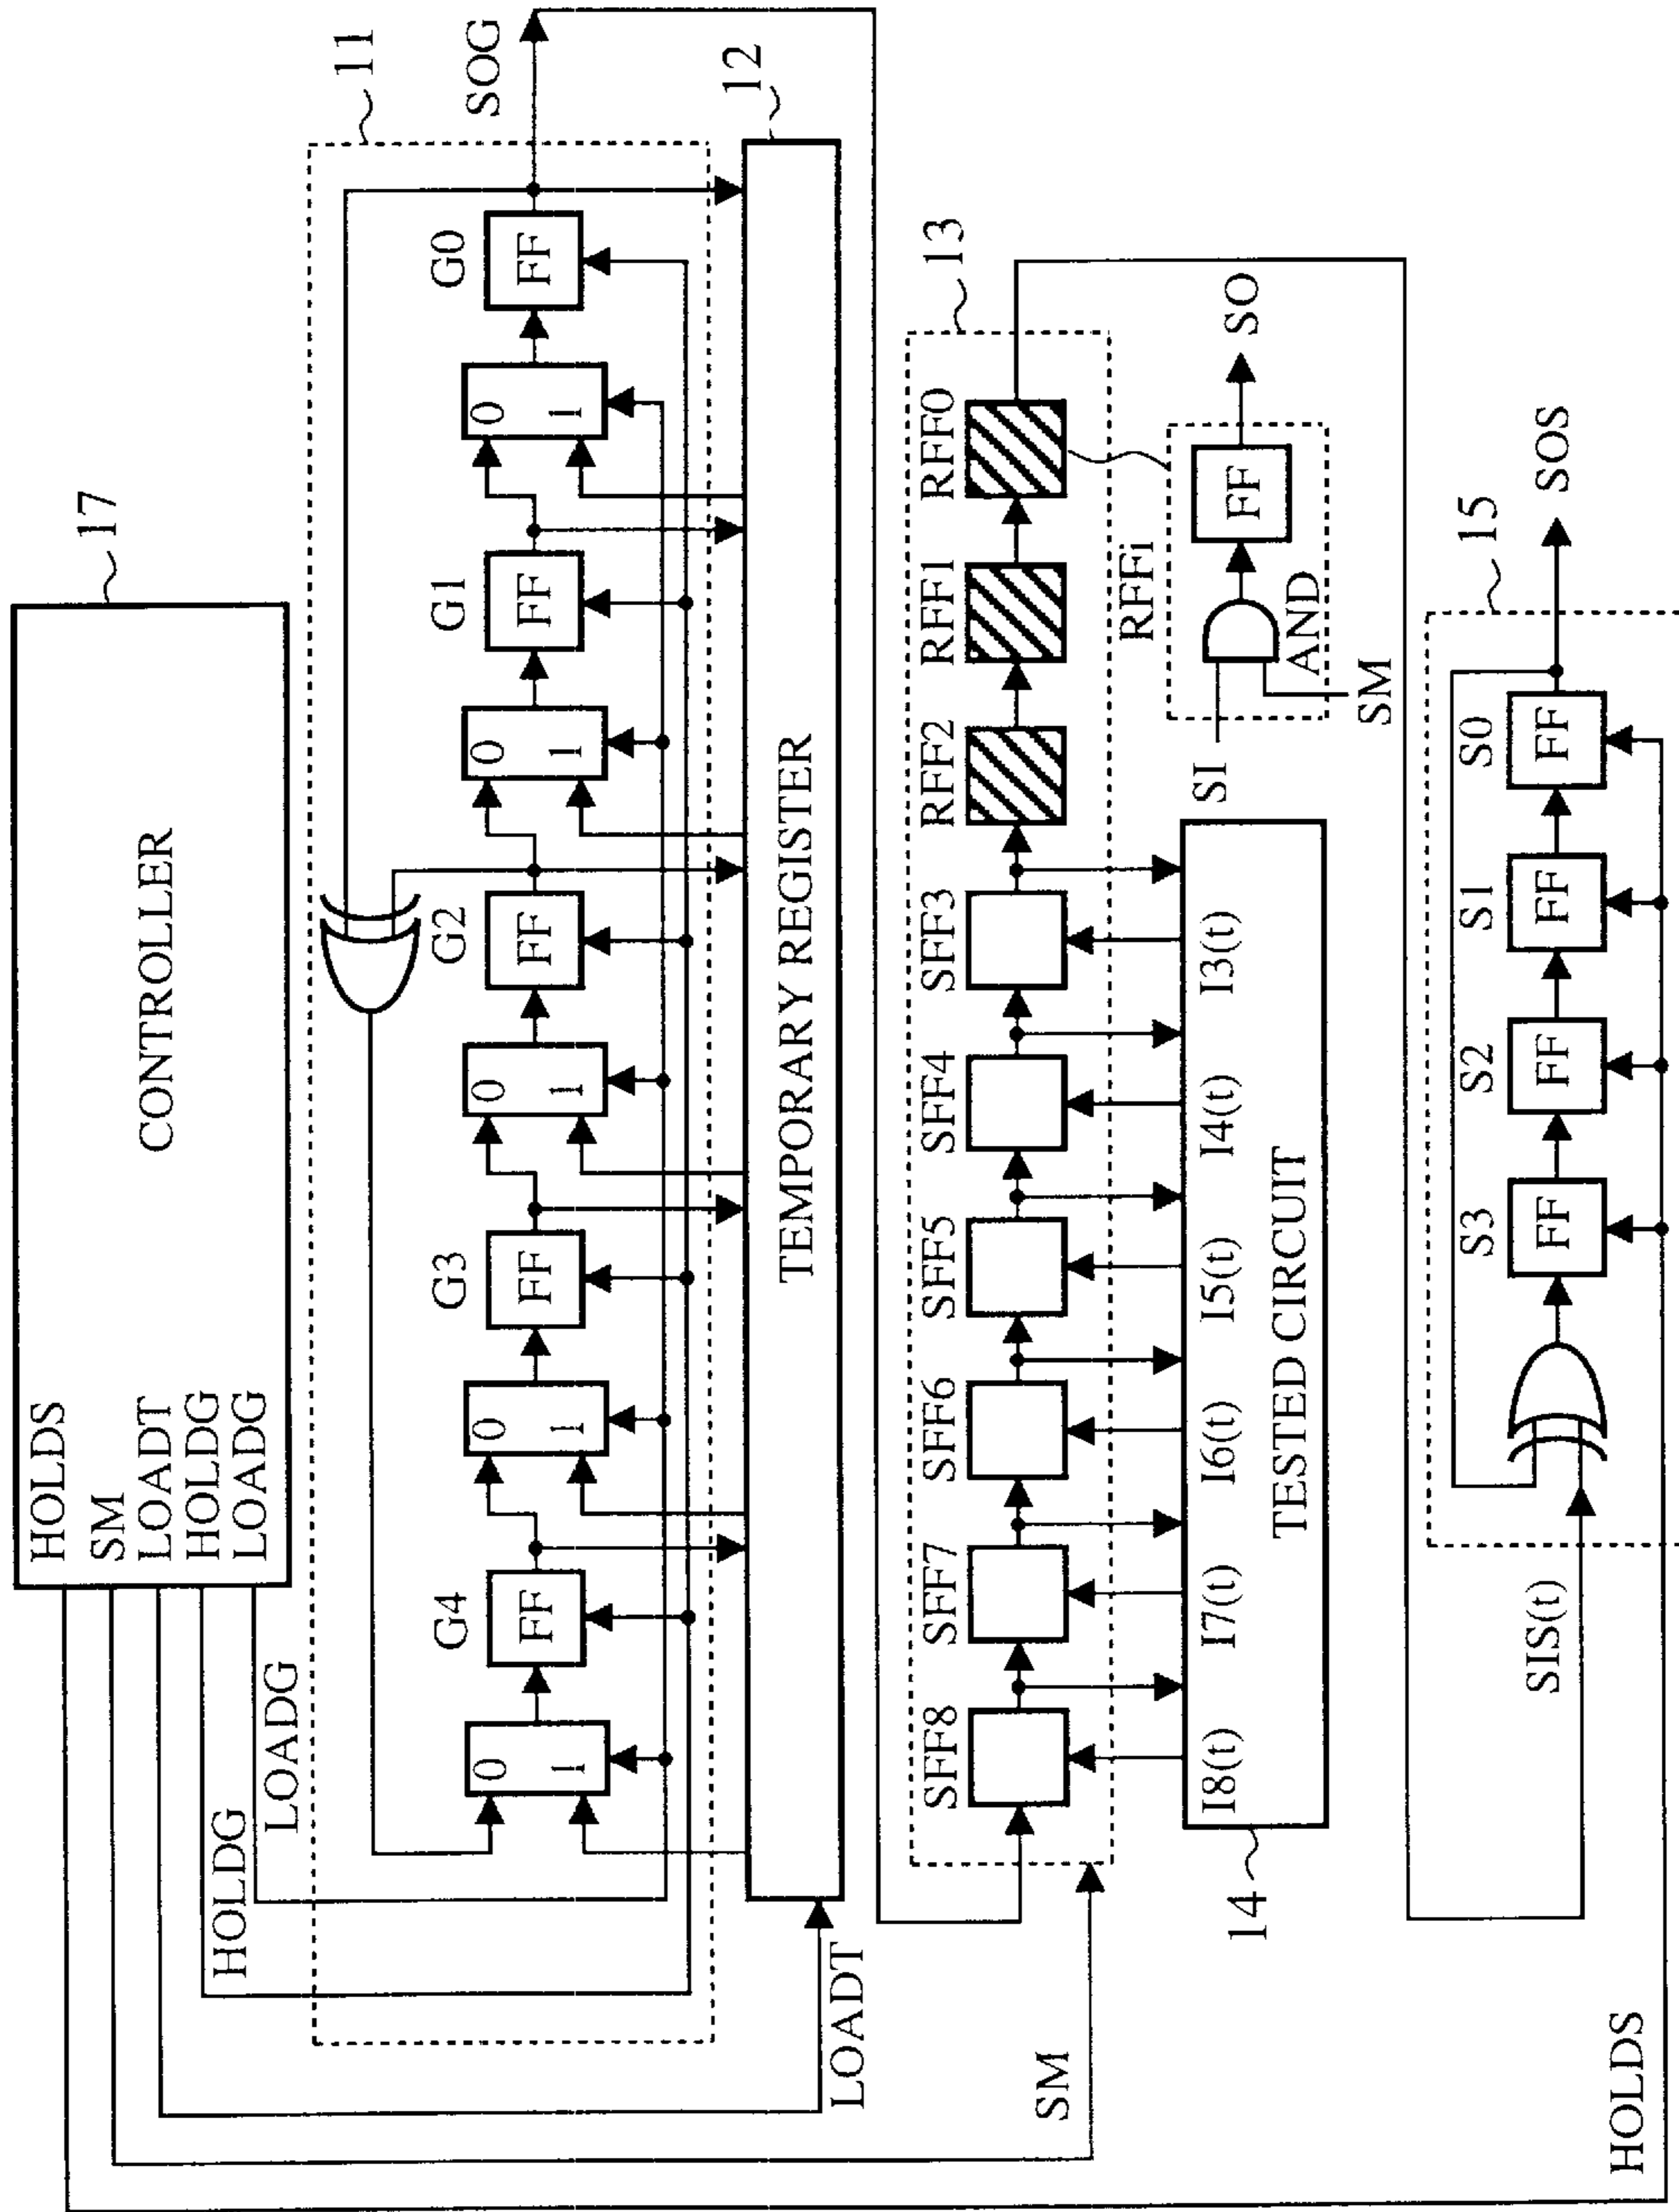 17
CONTROLLER
HOLDS
SM
LOADT
HOLDG
LOADG
HOLDG
LOADG
11
G4
G3
G2
G1
G0
SOG
0
1
FF
0
1
FF
0
1
FF
0
1
FF
0
1
FF
12
TEMPORARY REGISTER
LOADT
13
SFF8
SFF7
SFF6
SFF5
SFF4
SFF3
RFF2
RFF1
RFF0
SM
I8(t)
I7(t)
I6(t)
I5(t)
I4(t)
I3(t)
TESTED CIRCUIT
14
RFFi
SI
AND
SM
FF
SO
15
SIS(t)
S3
S2
S1
S0
FF
FF
FF
FF
SOS
HOLDS